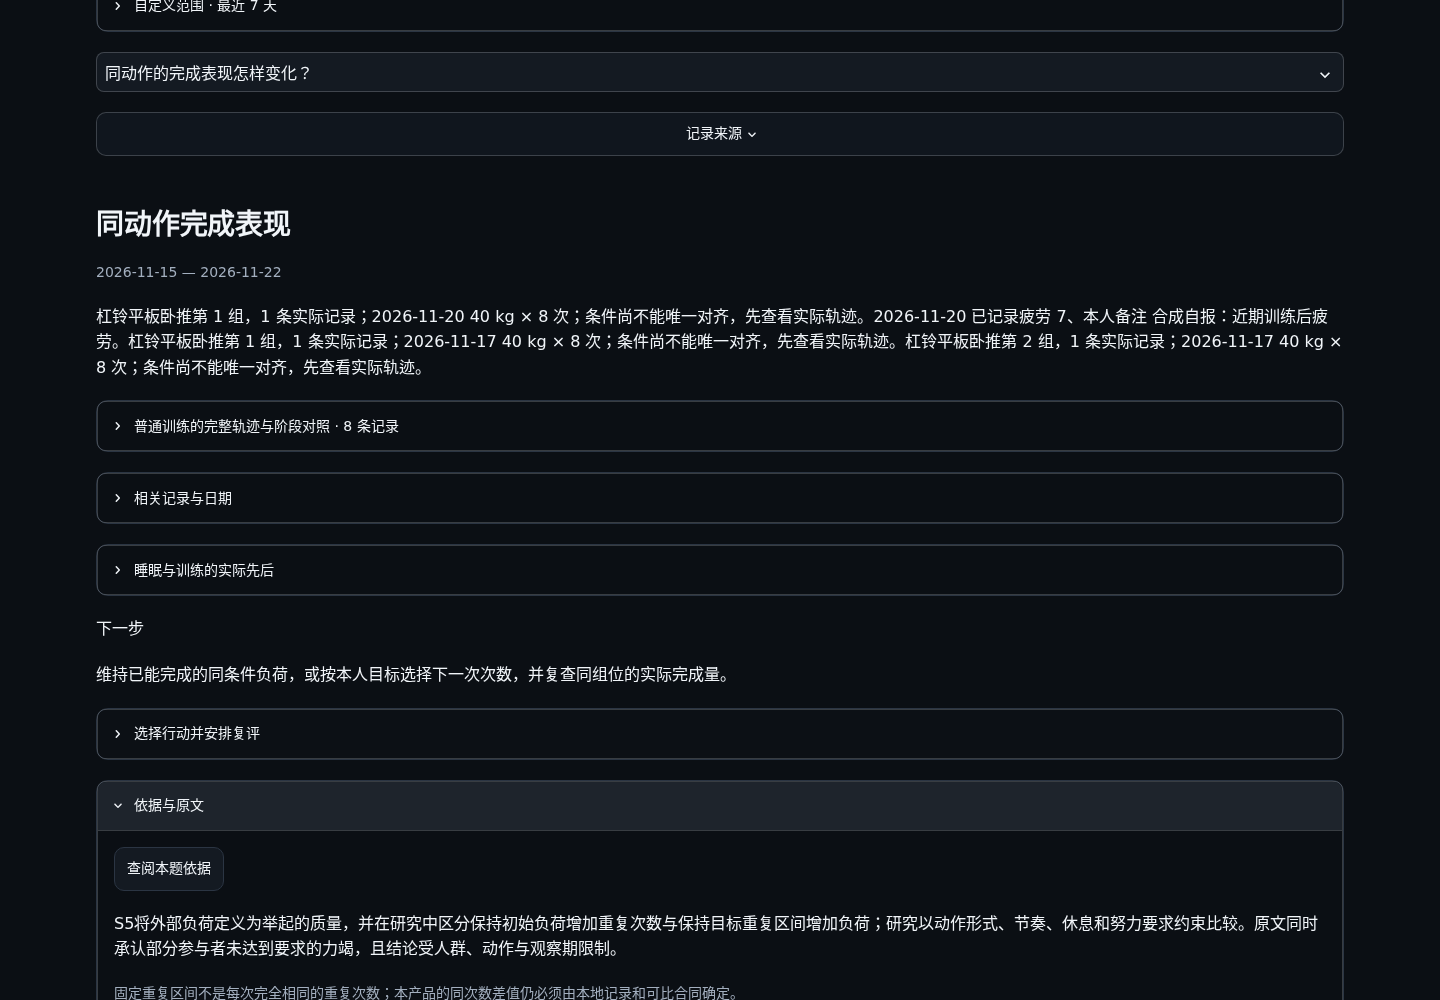 自定义范围 · 最近 7 天
同动作的完成表现怎样变化？
记录来源
同动作完成表现
2026-11-15 — 2026-11-22
杠铃平板卧推第 1 组，1 条实际记录；2026-11-20 40 kg × 8 次；条件尚不能唯一对齐，先查看实际轨迹。2026-11-20 已记录疲劳 7、本人备注 合成自报：近期训练后疲
劳。杠铃平板卧推第 1 组，1 条实际记录；2026-11-17 40 kg × 8 次；条件尚不能唯一对齐，先查看实际轨迹。杠铃平板卧推第 2 组，1 条实际记录；2026-11-17 40 kg ×
8 次；条件尚不能唯一对齐，先查看实际轨迹。
普通训练的完整轨迹与阶段对照 · 8 条记录
相关记录与日期
睡眠与训练的实际先后
下一步
维持已能完成的同条件负荷，或按本人目标选择下一次次数，并复查同组位的实际完成量。
选择行动并安排复评
依据与原文
查阅本题依据
S5将外部负荷定义为举起的质量，并在研究中区分保持初始负荷增加重复次数与保持目标重复区间增加负荷；研究以动作形式、节奏、休息和努力要求约束比较。原文同时
承认部分参与者未达到要求的力竭，且结论受人群、动作与观察期限制。
固定重复区间不是每次完全相同的重复次数；本产品的同次数差值仍必须由本地记录和可比合同确定。